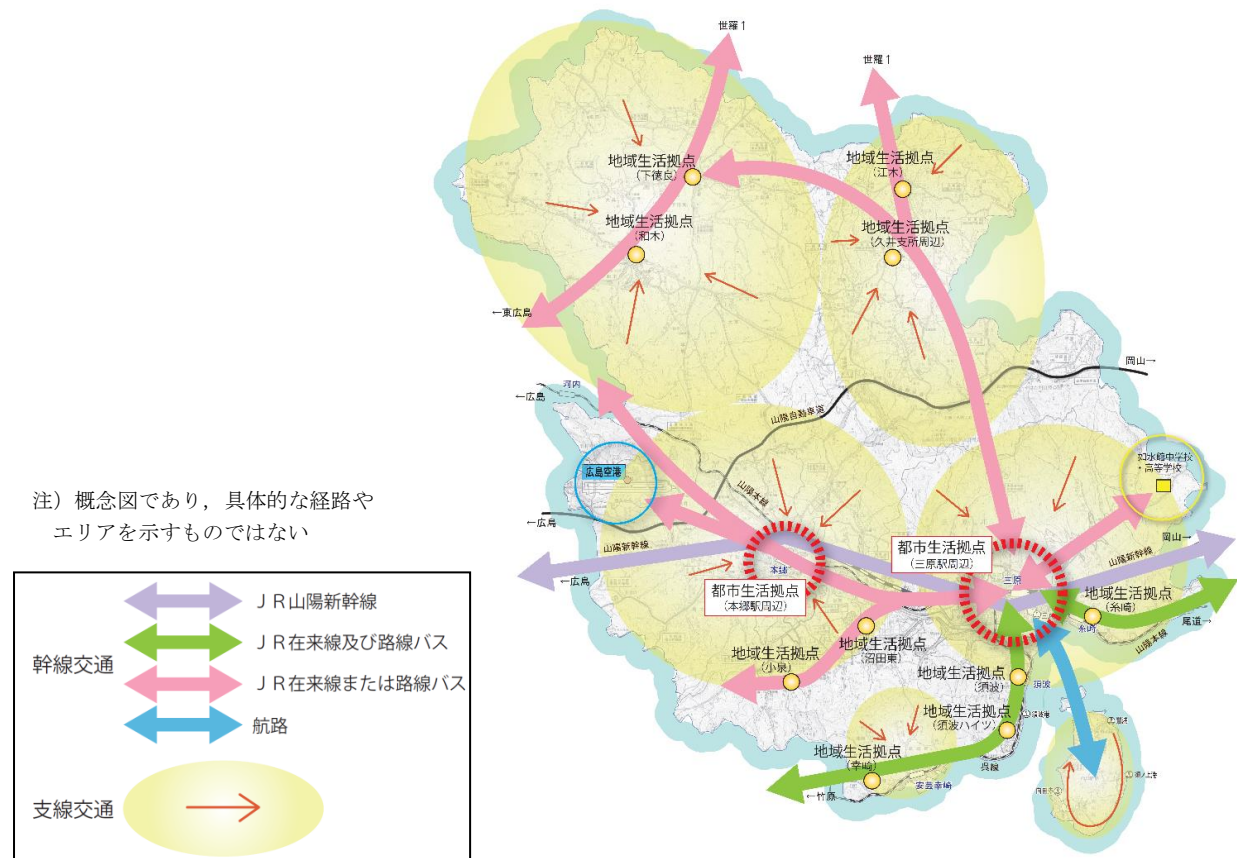 世羅1
世羅1
地域生活拠点
(下徳良)
地域生活拠点
(江木)
地域生活拠点
(和木)
地域生活拠点
(久井支所周辺)
←東広島
岡山→
河内
←広島
山陽自動車道
広島空港
如水館中学校
・高等学校
山陽本線
←広島
山陽新幹線
岡山→
都市生活拠点
(三原駅周辺)
山陽新幹線
本郷
←広島
三原
都市生活拠点
(本郷駅周辺)
地域生活拠点
(糸崎)
糸崎
尾道→
山陽本線
地域生活拠点
(沼田東)
地域生活拠点
(小泉)
地域生活拠点
(須波)
須波
地域生活拠点
(須波ハイツ)
須波港
地域生活拠点
(幸崎)
呉線
安芸幸崎
←竹原
注)概念図であり,具体的な経路や
エリアを示すものではない
幹線交通
JR山陽新幹線
JR在来線及び路線バス
JR在来線または路線バス
航路
支線交通